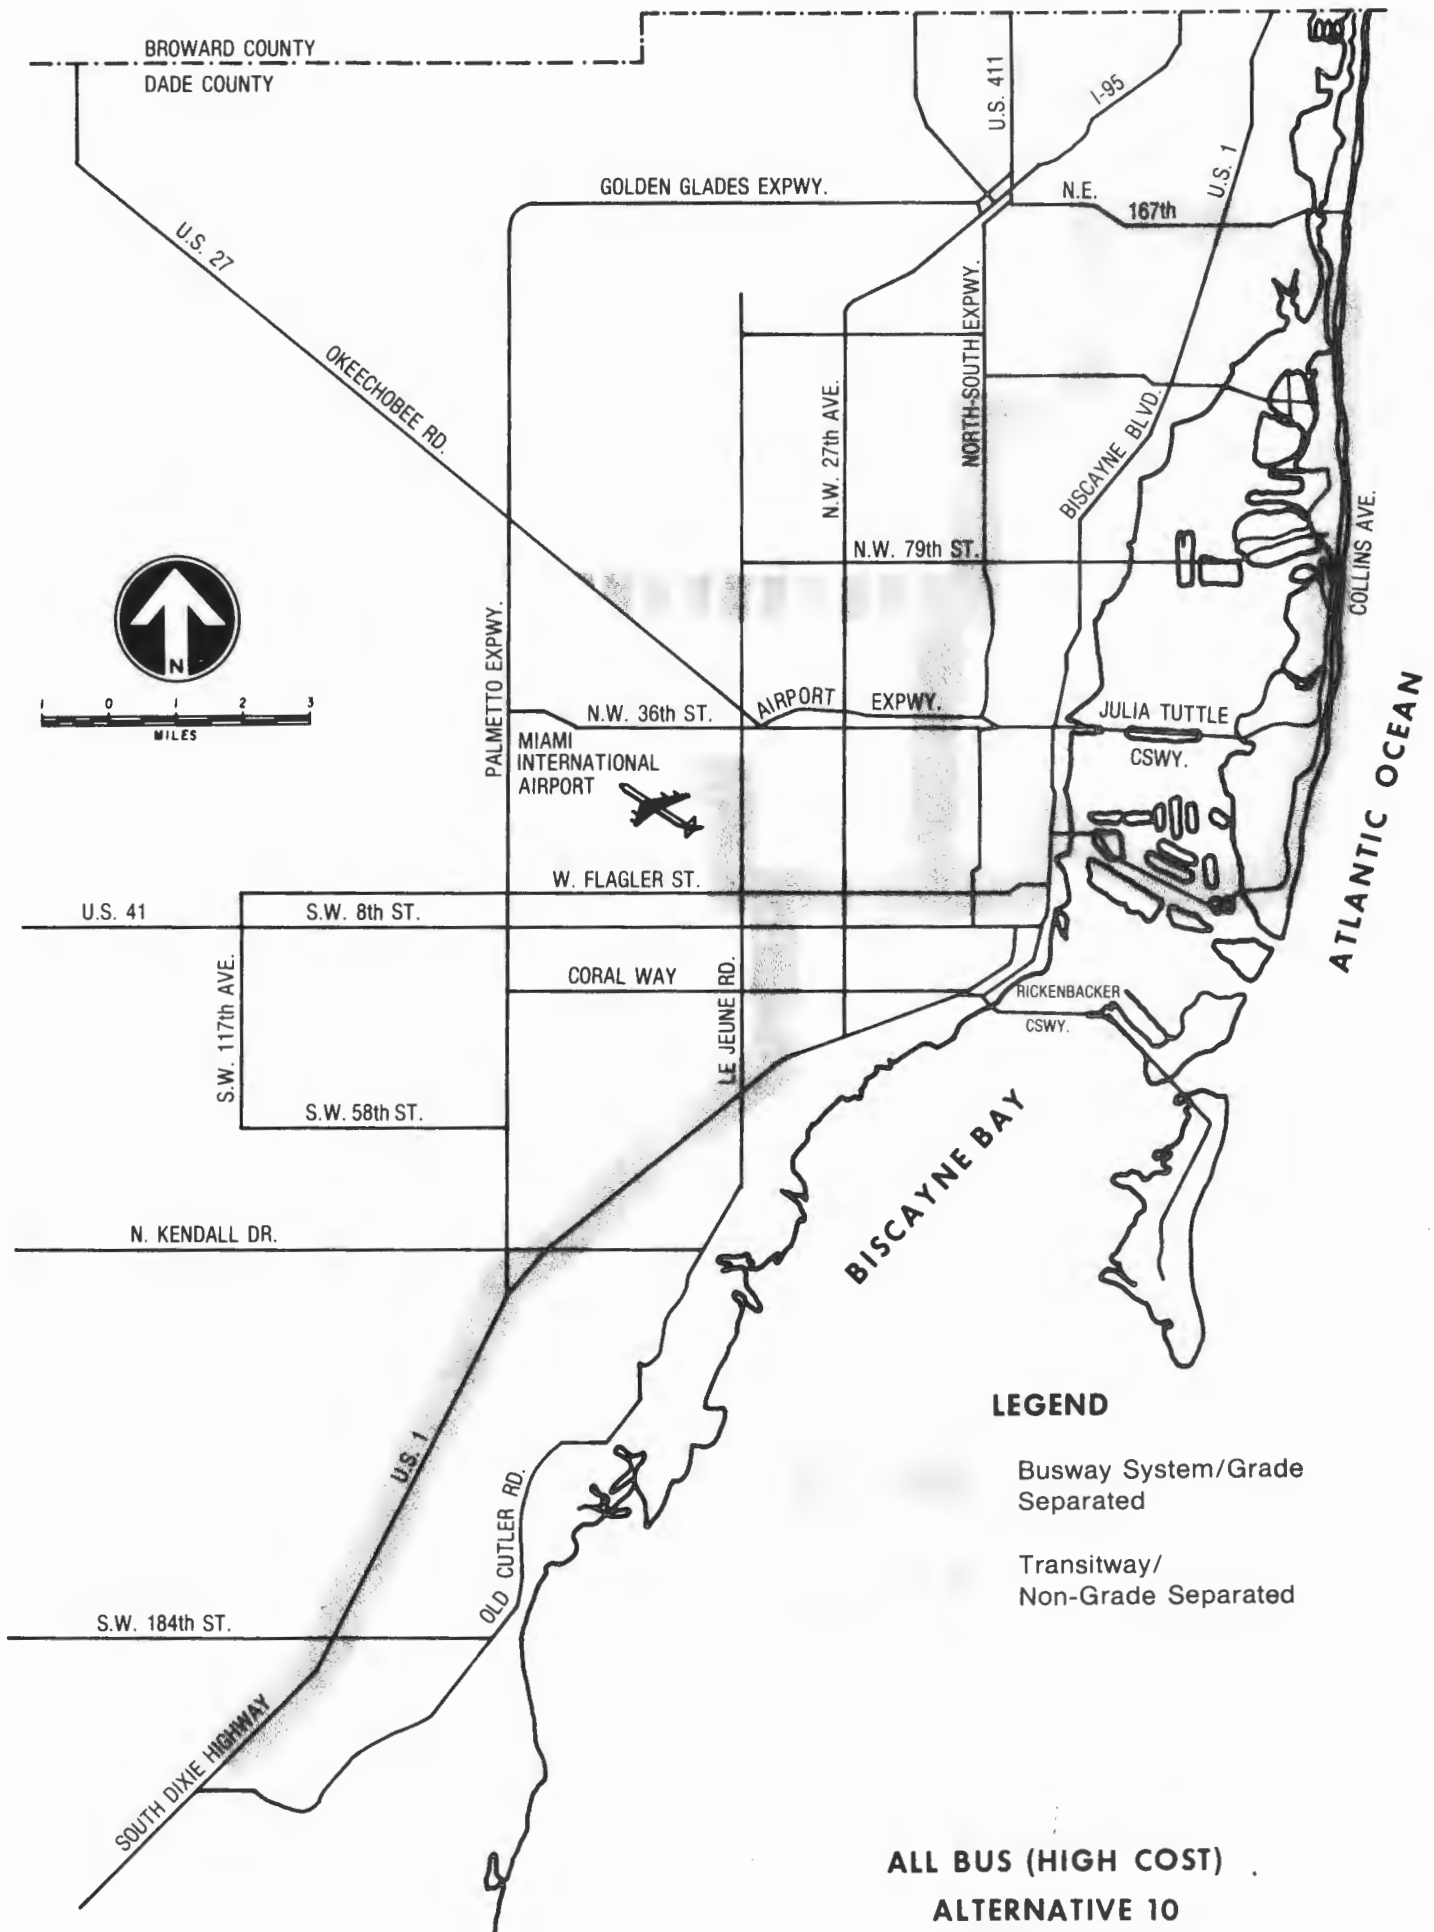 BROWARD COUNTY
DADE COUNTY
U.S. 411
I-95
U.S. 1
GOLDEN GLADES EXPWY.
N.E.
167th
U.S. 27
OKEECHOBEE RD.
NORTH-SOUTH EXPWY.
N.W. 27th AVE.
BISCAYNE BLVD.
COLLINS AVE.
N.W. 79th ST.
PALMETTO EXPWY.
N
1 0 1 2 3
MILES
N.W. 36th ST.
AIRPORT
EXPWY.
JULIA TUTTLE
CSWY.
MIAMI
INTERNATIONAL
AIRPORT
ATLANTIC OCEAN
W. FLAGLER ST.
U.S. 41
S.W. 8th ST.
S.W. 117th AVE.
CORAL WAY
LE JEUNE RD.
RICKENBACKER
CSWY.
S.W. 58th ST.
BISCAYNE BAY
N. KENDALL DR.
U.S. 1
OLD CUTLER RD.
S.W. 184th ST.
SOUTH DIXIE HIGHWAY
LEGEND
Busway System/Grade
Separated
Transitway/
Non-Grade Separated
ALL BUS (HIGH COST)
ALTERNATIVE 10